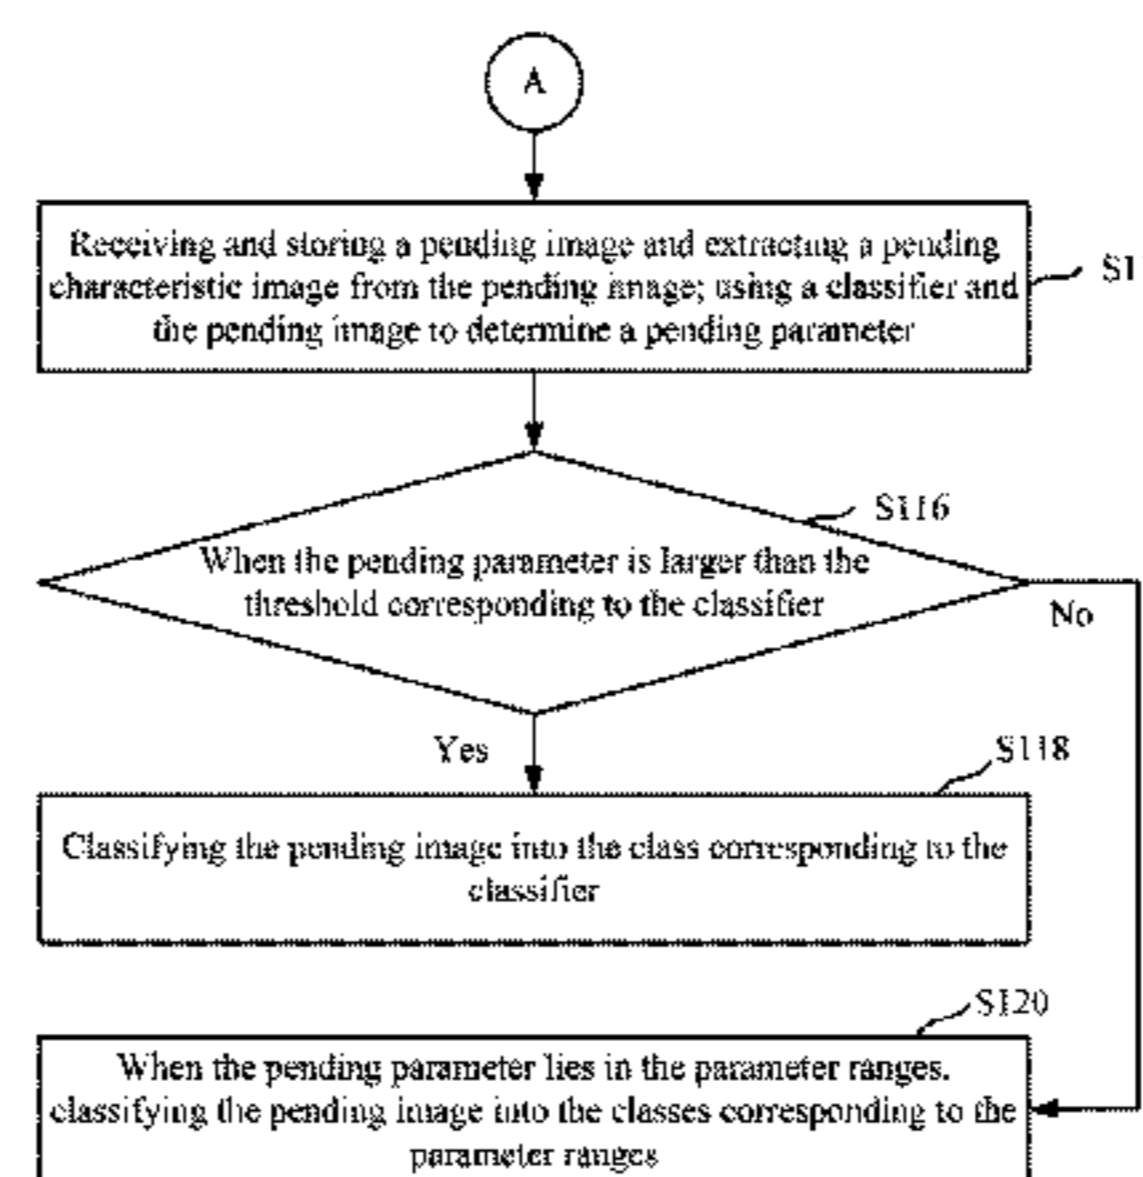 A
Receiving and storing a pending image and extracting a pending
characteristic image from the pending image; using a classifier and
the pending image to determine a pending parameter
S1
When the pending parameter is larger than the
threshold corresponding to the classifier
S116
No
Yes
S118
Classifying the pending image into the class corresponding to the
classifier
S120
When the pending parameter lies in the parameter ranges.
classifying the pending image into the classes corresponding to the
parameter ranges